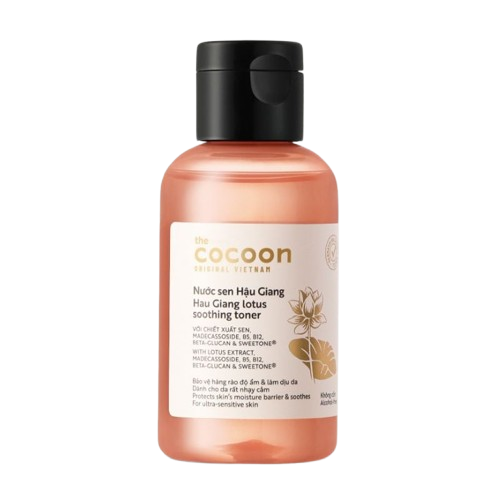 the
cocoon
ORIGINAL VIETNAM
Nước sen Hậu Giang
Hau Giang lotus
soothing toner
VỚI: CHIẾT XUẤT SEN,
MADECASSOSIDE, B5, B12,
BETA-GLUCAN & SWEETONE®
WITH: LOTUS EXTRACT,
MADECASSOSIDE, B5, B12,
BETA-GLUCAN & SWEETONE®
Bảo vệ hàng rào độ ẩm & làm dịu da
Dành cho da rất nhạy cảm
Protects skin's moisture barrier & soothes
For ultra-sensitive skin
Không
Alcohol